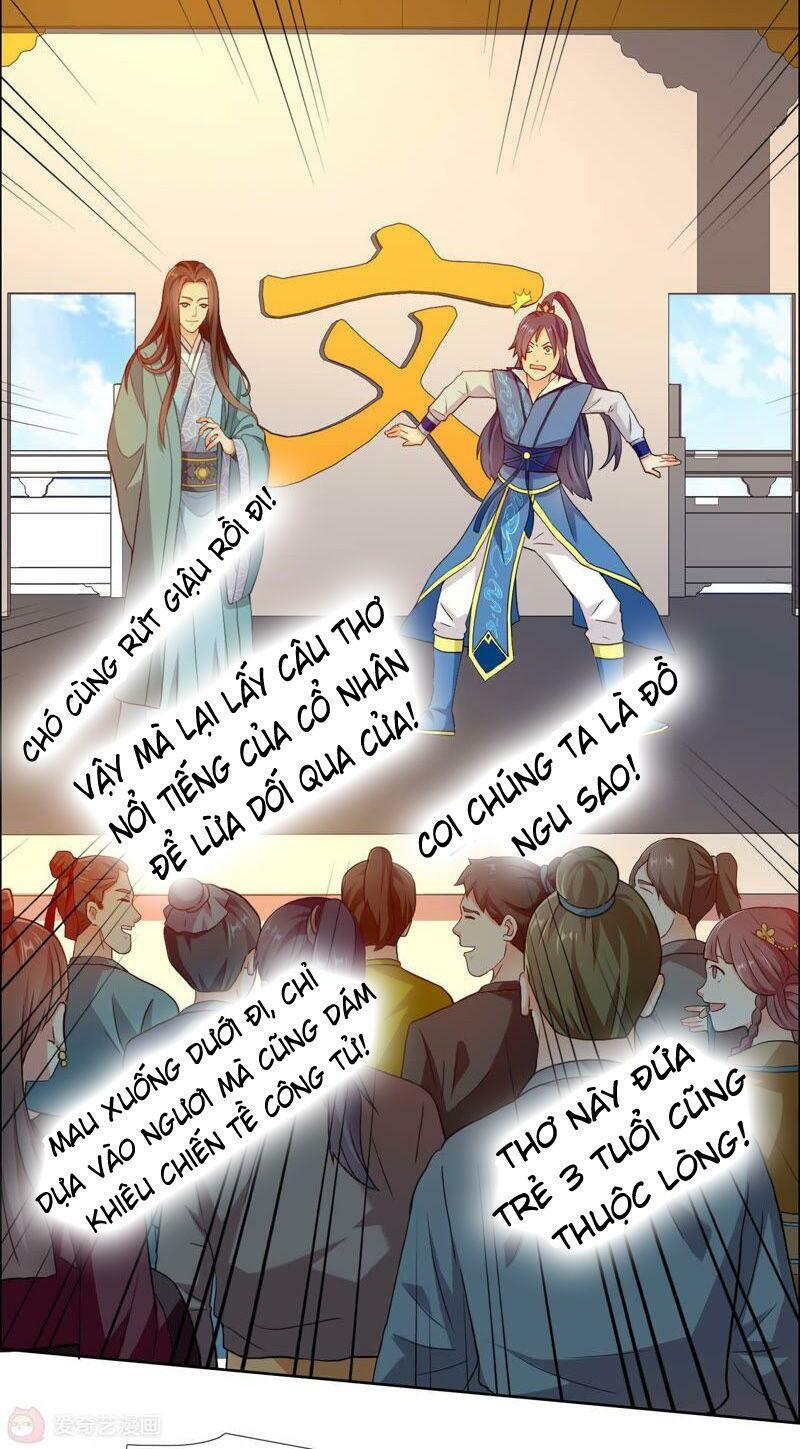 文
CHÓ CÙNG RỨT GIẬU RỒI ĐI!
VẬY MÀ LẠI LẤY CÂU THƠ
NỔI TIẾNG CỦA CỔ NHÂN
ĐỂ LỪA DỐI QUA CỬA!
COI CHÚNG TA LÀ ĐỒ
NGU SAO!
MAU XUỐNG DƯỚI ĐI, CHỈ
DỰA VÀO NGƯƠI MÀ CŨNG DÁM
KHIÊU CHIẾN TỀ CÔNG TỬ!
THƠ NÀY ĐỨA
TRẺ 3 TUỔI CŨNG
THUỘC LÒNG!
爱奇艺漫画